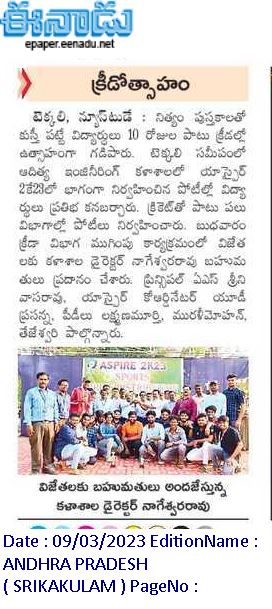 ఈనాడు
epaper.eenadu.net
క్రీడోత్సాహం
టెక్కలి, న్యూస్‌టుడే : నిత్యం పుస్తకాలతో
కుస్తీ పట్టే విద్యార్థులు 10 రోజుల పాటు క్రీడల్లో
ఉత్సాహంగా గడిపారు. టెక్కలి సమీపంలో
ఆదిత్య ఇంజినీరింగ్ కళాశాలలో యాస్పైర్
2కే23లో భాగంగా నిర్వహించిన పోటీల్లో విద్యా
ర్థులు ప్రతిభ కనబర్చారు. క్రికెట్‌తో పాటు పలు
విభాగాల్లో పోటీలు నిర్వహించారు. బుధవారం
క్రీడా విభాగ ముగింపు కార్యక్రమంలో విజేత
లకు కళాశాల డైరెక్టర్ నాగేశ్వరరావు బహుమ
తులు ప్రదానం చేశారు. ప్రిన్సిపల్ ఏఎస్ శ్రీని
వాసరావు, యాస్పైర్ కోఆర్డినేటర్ యూడీ
ప్రసన్న, పీడీలు లక్ష్మణమూర్తి, మురళీమోహన్,
తేజేశ్వరి పాల్గొన్నారు.
ASPIRE 2K23
SPORTS
విజేతలకు బహుమతులు అందజేస్తున్న
కళాశాల డైరెక్టర్ నాగేశ్వరరావు
Date : 09/03/2023 EditionName :
ANDHRA PRADESH
( SRIKAKULAM ) PageNo :